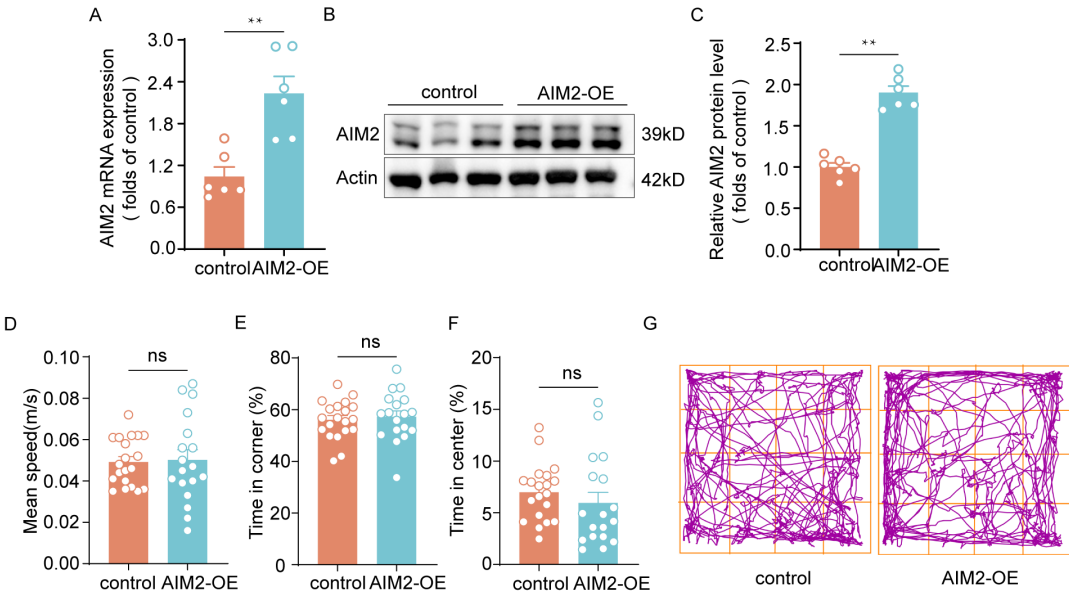 A
AIM2 mRNA expression
( folds of control )
3.0
2.4
1.8
1.2
0.6
0.0
**
control AIM2-OE
B
control AIM2-OE
AIM2 39kD
Actin 42kD
C
Relative AIM2 protein level
( folds of control )
2.5
2.0
1.5
1.0
0.5
0.0
**
control AIM2-OE
D
Mean speed(m/s)
0.10
0.08
0.06
0.04
0.02
0.00
ns
control AIM2-OE
E
Time in corner (%)
80
60
40
20
0
ns
control AIM2-OE
F
Time in center (%)
20
15
10
5
0
ns
control AIM2-OE
G
control AIM2-OE